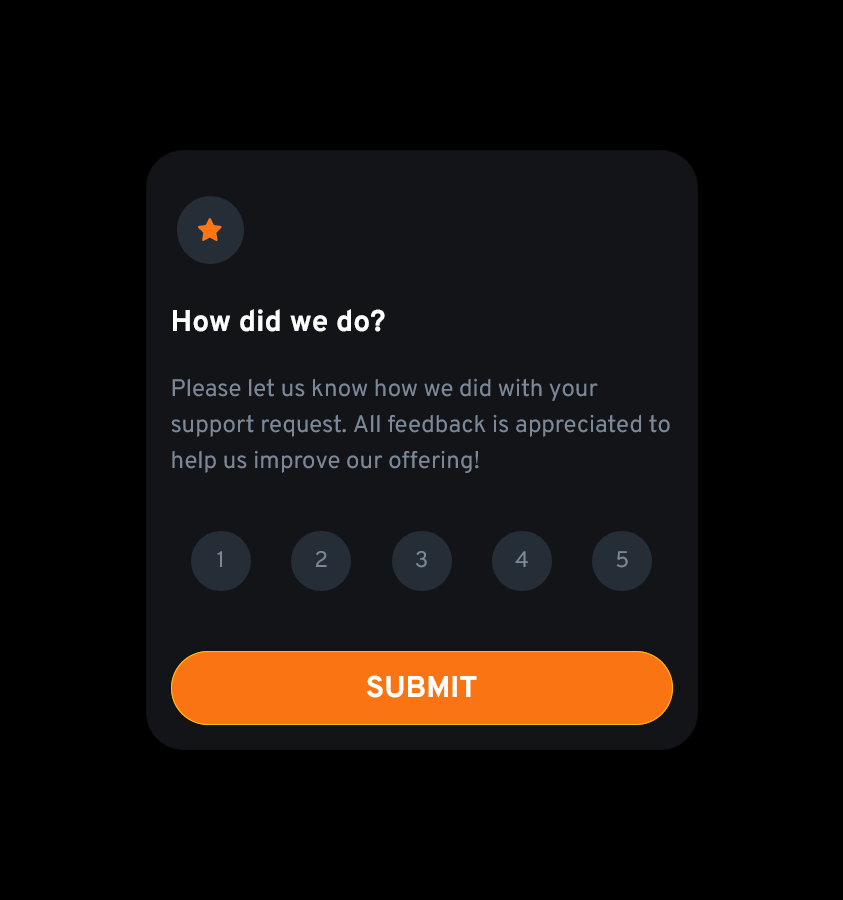 How did we do?
Please let us know how we did with your
support request. All feedback is appreciated to
help us improve our offering!
1 2 3 4 5
SUBMIT